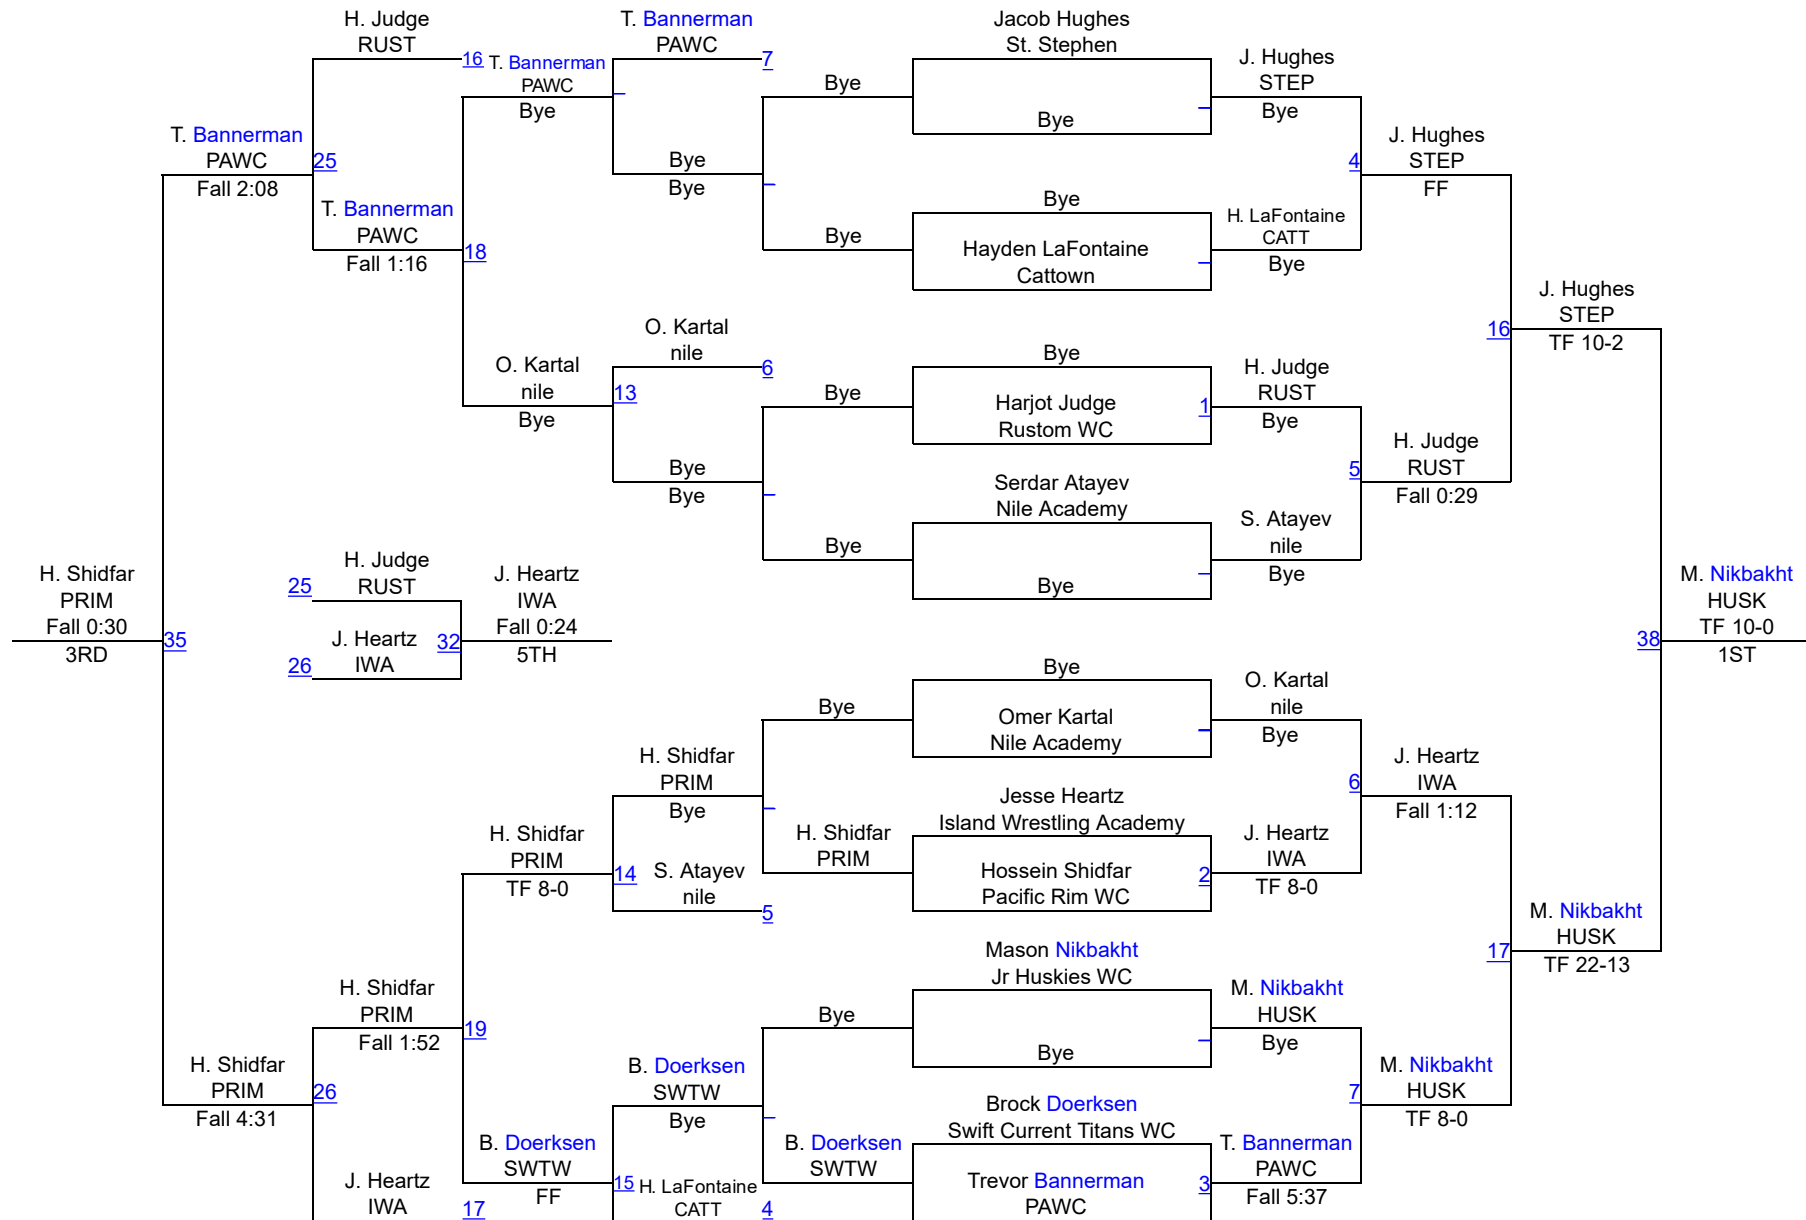 H. Judge
RUST
16
T. Bannerman
PAWC
Bye
T. Bannerman
PAWC
7
Jacob Hughes
St. Stephen
Bye
J. Hughes
STEP
Bye
Bye
T. Bannerman
PAWC
Fall 2:08
25
Bye
Bye
4
J. Hughes
STEP
FF
T. Bannerman
PAWC
Fall 1:16
18
Bye
Bye
Hayden LaFontaine
Cattown
H. LaFontaine
CATT
Bye
J. Hughes
STEP
TF 10-2
16
O. Kartal
nile
6
O. Kartal
nile
Bye
13
Bye
Bye
Harjot Judge
Rustom WC
1
H. Judge
RUST
Bye
Bye
Bye
5
H. Judge
RUST
Fall 0:29
Serdar Atayev
Nile Academy
Bye
Bye
S. Atayev
nile
Bye
H. Shidfar
PRIM
Fall 0:30
3RD
35
25
H. Judge
RUST
26
J. Heartz
IWA
32
J. Heartz
IWA
Fall 0:24
5TH
38
M. Nikbakht
HUSK
TF 10-0
1ST
Bye
Bye
Omer Kartal
Nile Academy
O. Kartal
nile
Bye
H. Shidfar
PRIM
Bye
6
J. Heartz
IWA
Fall 1:12
Jesse Heartz
Island Wrestling Academy
H. Shidfar
PRIM
Hossein Shidfar
Pacific Rim WC
2
J. Heartz
IWA
TF 8-0
H. Shidfar
PRIM
TF 8-0
14
S. Atayev
nile
5
17
M. Nikbakht
HUSK
TF 22-13
Mason Nikbakht
Jr Huskies WC
Bye
Bye
M. Nikbakht
HUSK
Bye
H. Shidfar
PRIM
Fall 1:52
19
H. Shidfar
PRIM
Fall 4:31
26
B. Doerksen
SWTW
Bye
7
M. Nikbakht
HUSK
TF 8-0
Brock Doerksen
Swift Current Titans WC
B. Doerksen
SWTW
FF
15
B. Doerksen
SWTW
Trevor Bannerman
PAWC
3
T. Bannerman
PAWC
Fall 5:37
J. Heartz
IWA
17
H. LaFontaine
CATT
4